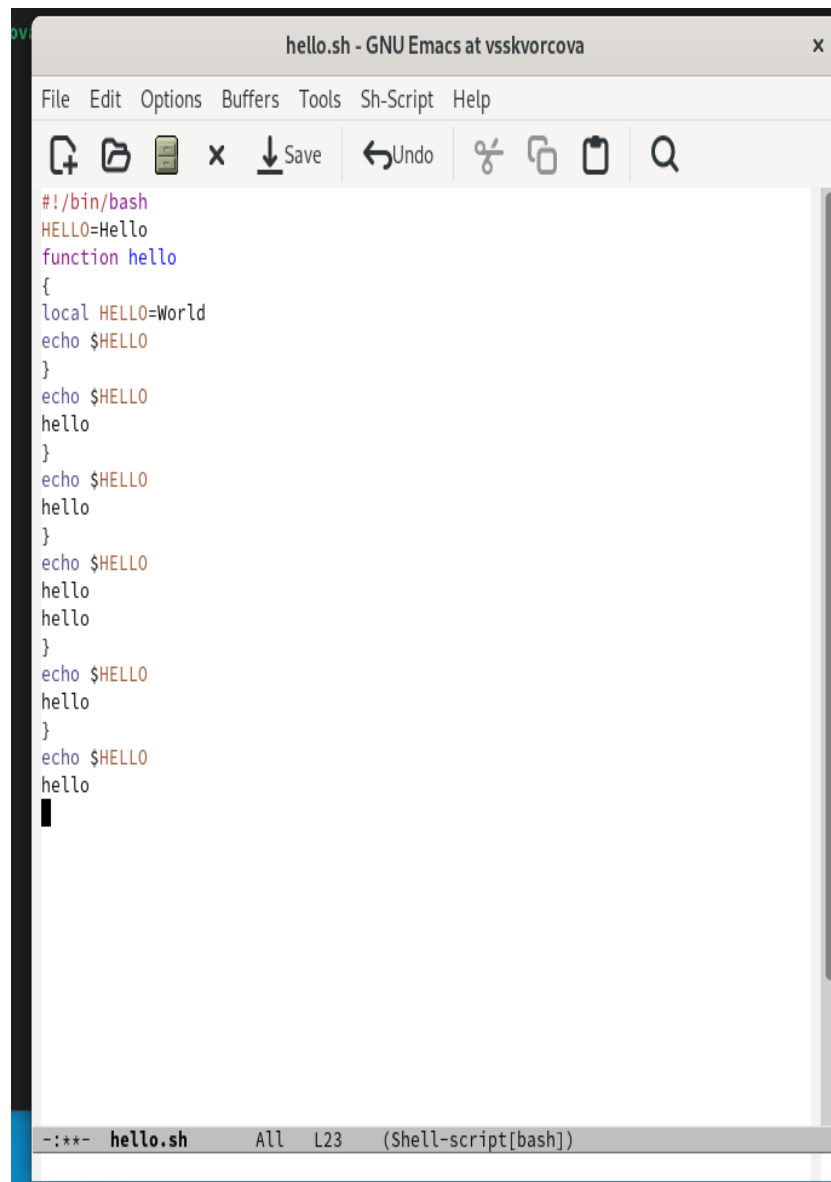 ova
hello.sh - GNU Emacs at vsskvorcova
File Edit Options Buffers Tools Sh-Script Help
Save Undo
#!/bin/bash
HELLO=Hello
function hello
{
local HELLO=World
echo $HELLO
}
echo $HELLO
hello
}
echo $HELLO
hello
}
echo $HELLO
hello
hello
}
echo $HELLO
hello
}
echo $HELLO
hello
-:**- hello.sh All L23 (Shell-script[bash])